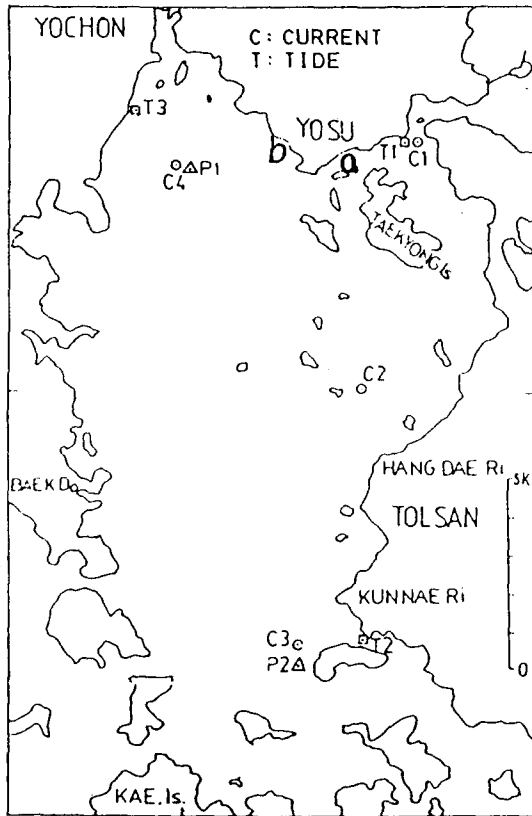 YOCHON
C: CURRENT
T: TIDE
T3
YOSU
b
a
T1 C1
P1
C4
TAEKYONG Is
C2
HANG DAE Ri
5K
BAEK D
TOLSAN
KUNNAE Ri
C3
T2
P2
0
KAE. Is.